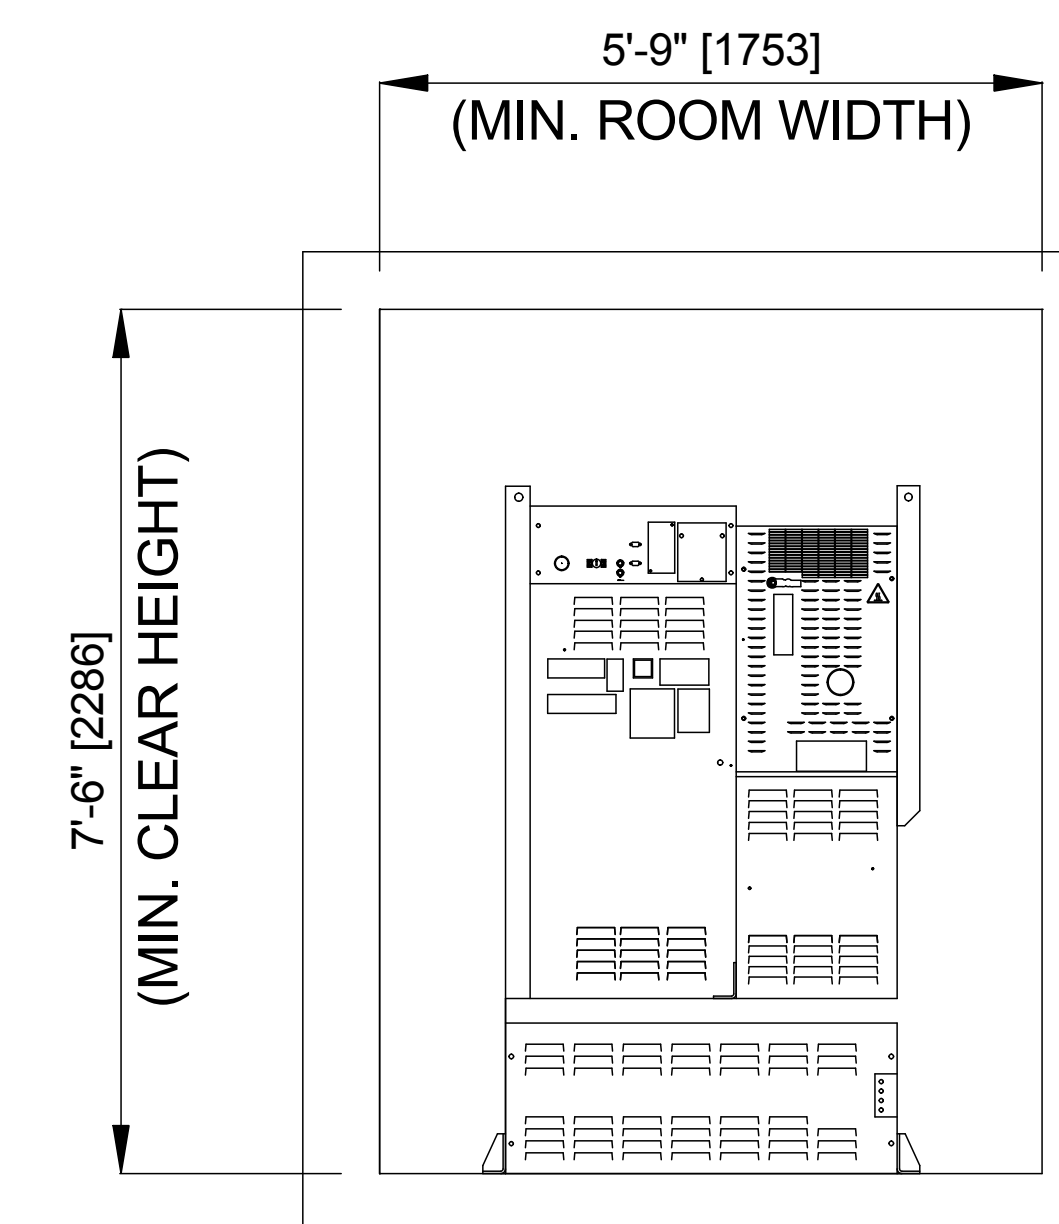 5'-9" [1753]
(MIN. ROOM WIDTH)
7'-6" [2286]
(MIN. CLEAR HEIGHT)